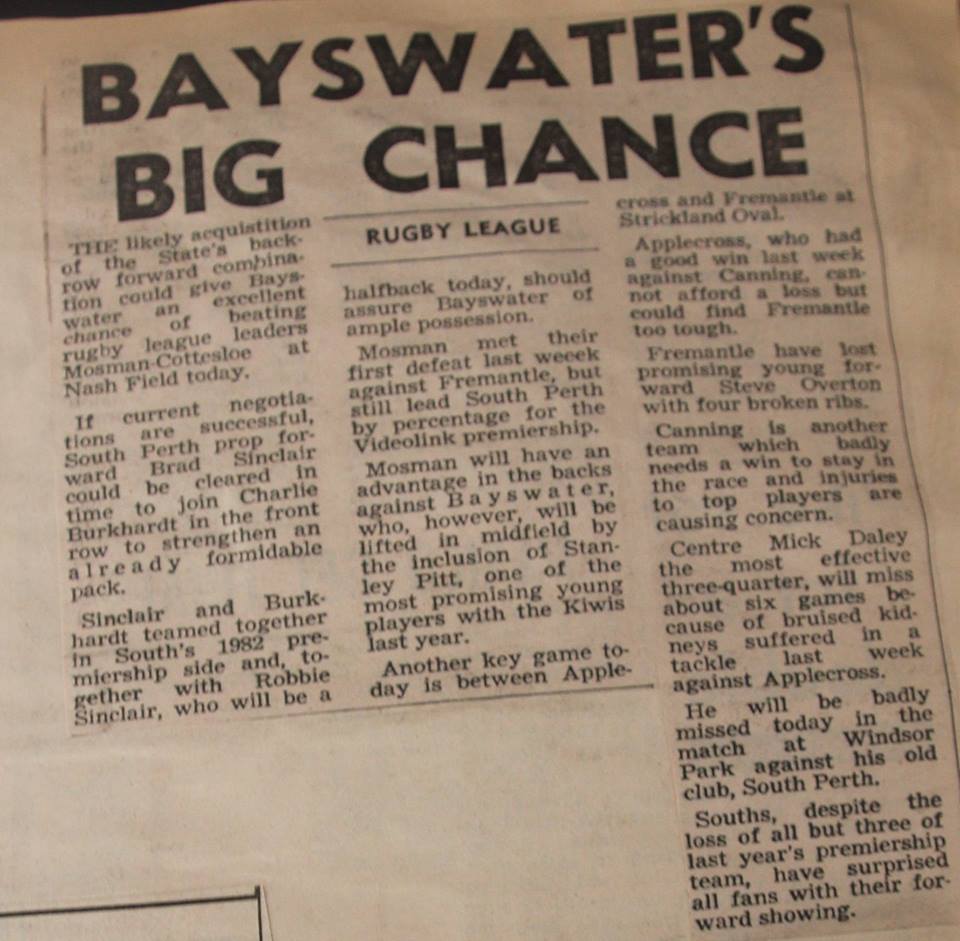 BAYSWATER'S
BIG CHANCE
THE likely acquistition
of the State's back-
row forward combina-
tion could give Bays-
water an excellent
chance of beating
rugby league leaders
Mosman-Cottesloe at
Nash Field today.
If current negotia-
tions are successful,
South Perth prop for-
ward Brad Sinclair
could be cleared in
time to join Charlie
Burkhardt in the front
row to strengthen an
already formidable
pack.
Sinclair and Burk-
hardt teamed together
in South's 1982 pre-
miership side and, to-
gether with Robbie
Sinclair, who will be a
RUGBY LEAGUE
halfback today, should
assure Bayswater of
ample possession.
Mosman met their
first defeat last weeek
against Fremantle, but
still lead South Perth
by percentage for the
Videolink premiership.
Mosman will have an
advantage in the backs
against Bayswater,
who, however, will be
lifted in midfield by
the inclusion of Stan-
ley Pitt, one of the
most promising young
players with the Kiwis
last year.
Another key game to-
day is between Apple-
cross and Fremantle at
Strickland Oval.
Applecross, who had
a good win last week
against Canning, can-
not afford a loss but
could find Fremantle
too tough.
Fremantle have lost
promising young for-
ward Steve Overton
with four broken ribs.
Canning is another
team which badly
needs a win to stay in
the race and injuries
to top players are
causing concern.
Centre Mick Daley
the most effective
three-quarter, will miss
about six games be-
cause of bruised kid-
neys suffered in a
tackle last week
against Applecross.
He will be badly
missed today in the
match at Windsor
Park against his old
club, South Perth.
Souths, despite the
loss of all but three of
last year's premiership
team, have surprised
all fans with their for-
ward showing.